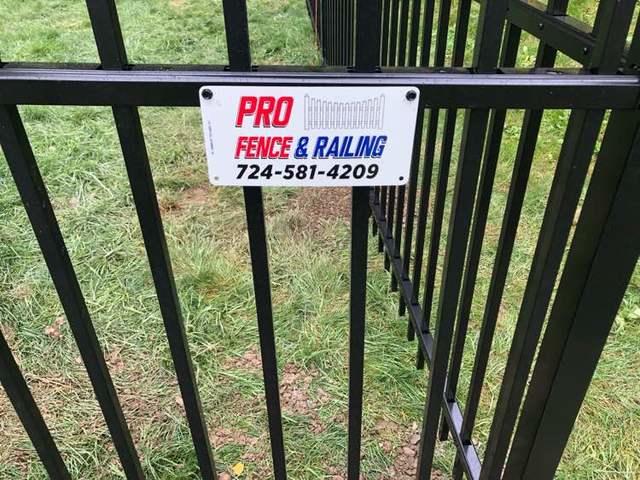 PRO
FENCE & RAILING
724-581-4209